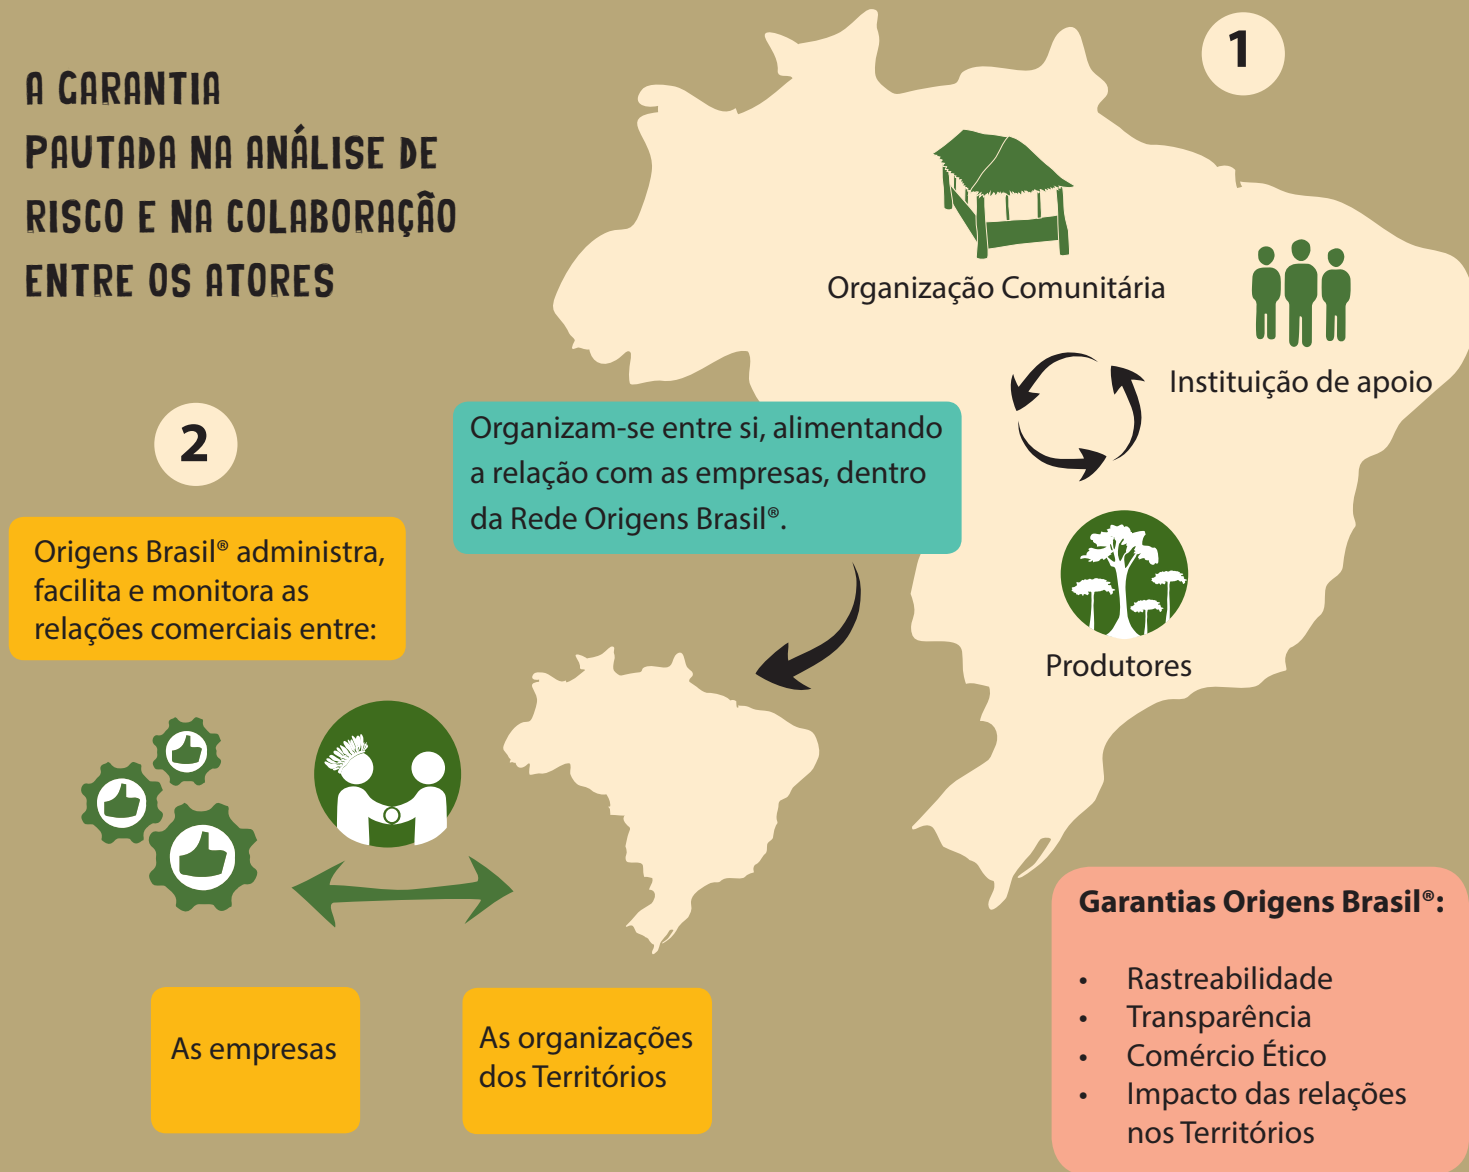 A GARANTIA
PAUTADA NA ANÁLISE DE
RISCO E NA COLABORAÇÃO
ENTRE OS ATORES
1
Organização Comunitária
Instituição de apoio
Produtores
Organizam-se entre si, alimentando
a relação com as empresas, dentro
da Rede Origens Brasil®.
2
Origens Brasil® administra,
facilita e monitora as
relações comerciais entre:
As empresas
As organizações
dos Territórios
Garantias Origens Brasil®:
• Rastreabilidade
• Transparência
• Comércio Ético
• Impacto das relações
nos Territórios